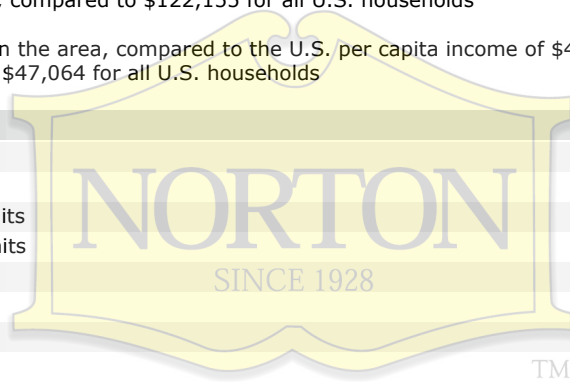 , compared to $122,155 for all U.S. households
n the area, compared to the U.S. per capita income of $4
$47,064 for all U.S. households
its
its
NORTON
SINCE 1928
TM